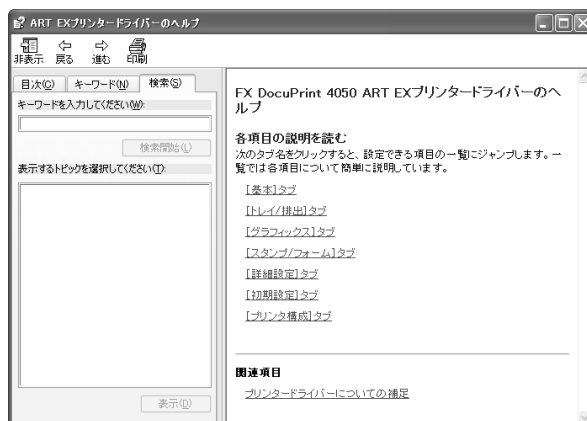 ART EXプリンタードライバーのヘルプ
非表示 戻る 進む 印刷
目次(C) キーワード(N) 検索(S)
キーワードを入力してください(W):
検索開始(L)
表示するトピックを選択してください(T):
表示(D)
FX DocuPrint 4050 ART EXプリンタードライバーのヘ
ルプ
各項目の説明を読む
次のタブ名をクリックすると、設定できる項目の一覧にジャンプします。一
覧では各項目について簡単に説明しています。
[基本]タブ
[トレイ/排出]タブ
[グラフィックス]タブ
[スタンプ/フォーム]タブ
[詳細設定]タブ
[初期設定]タブ
[プリンタ構成]タブ
関連項目
プリンタードライバーについての補足